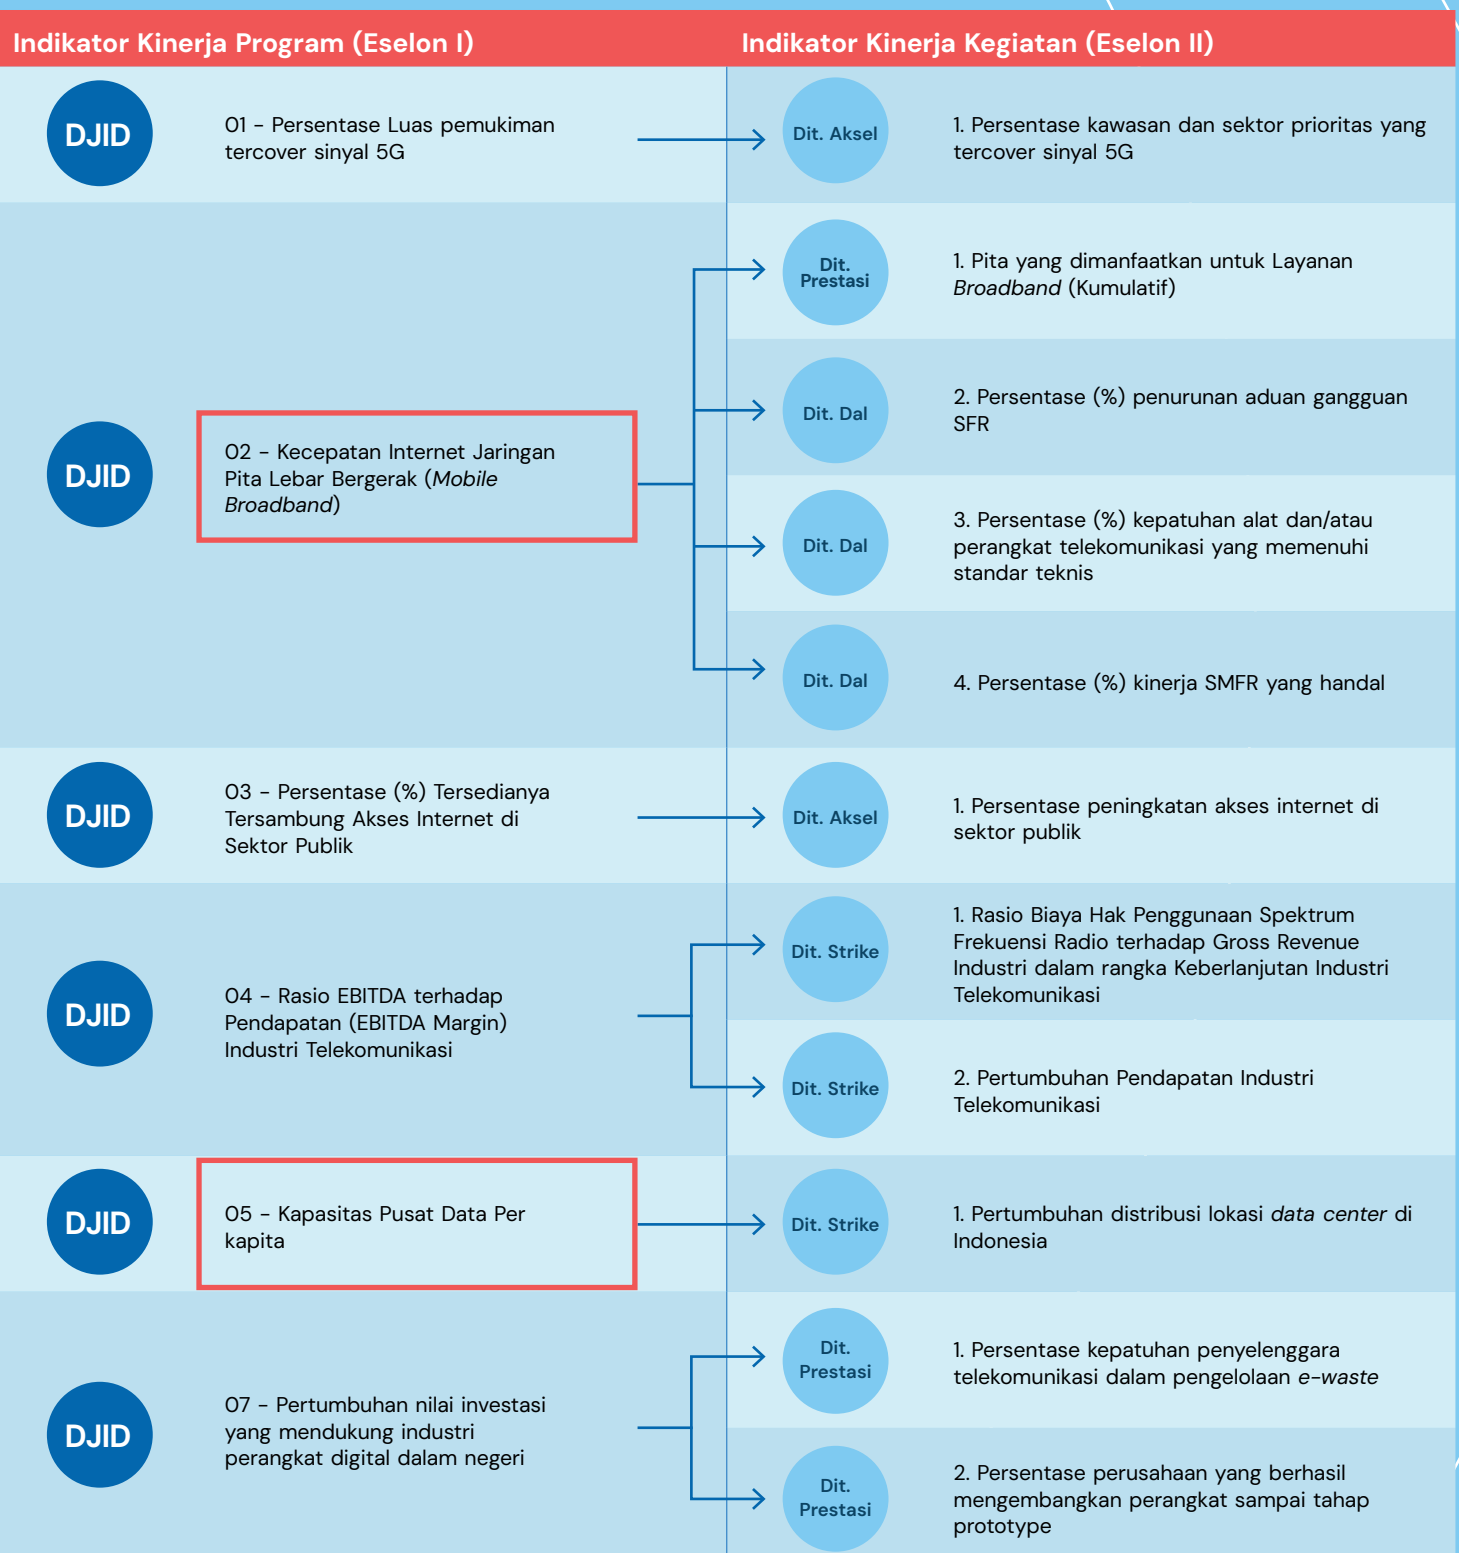 Indikator Kinerja Program (Eselon I)
Indikator Kinerja Kegiatan (Eselon II)
DJID
01 - Persentase Luas pemukiman
tercover sinyal 5G
Dit. Aksel
1. Persentase kawasan dan sektor prioritas yang
tercover sinyal 5G
DJID
02 - Kecepatan Internet Jaringan
Pita Lebar Bergerak (Mobile
Broadband)
Dit.
Prestasi
1. Pita yang dimanfaatkan untuk Layanan
Broadband (Kumulatif)
Dit. Dal
2. Persentase (%) penurunan aduan gangguan
SFR
Dit. Dal
3. Persentase (%) kepatuhan alat dan/atau
perangkat telekomunikasi yang memenuhi
standar teknis
Dit. Dal
4. Persentase (%) kinerja SMFR yang handal
DJID
03 - Persentase (%) Tersedianya
Tersambung Akses Internet di
Sektor Publik
Dit. Aksel
1. Persentase peningkatan akses internet di
sektor publik
DJID
04 - Rasio EBITDA terhadap
Pendapatan (EBITDA Margin)
Industri Telekomunikasi
Dit. Strike
1. Rasio Biaya Hak Penggunaan Spektrum
Frekuensi Radio terhadap Gross Revenue
Industri dalam rangka Keberlanjutan Industri
Telekomunikasi
Dit. Strike
2. Pertumbuhan Pendapatan Industri
Telekomunikasi
DJID
05 - Kapasitas Pusat Data Per
kapita
Dit. Strike
1. Pertumbuhan distribusi lokasi data center di
Indonesia
DJID
07 - Pertumbuhan nilai investasi
yang mendukung industri
perangkat digital dalam negeri
Dit.
Prestasi
1. Persentase kepatuhan penyelenggara
telekomunikasi dalam pengelolaan e-waste
Dit.
Prestasi
2. Persentase perusahaan yang berhasil
mengembangkan perangkat sampai tahap
prototype